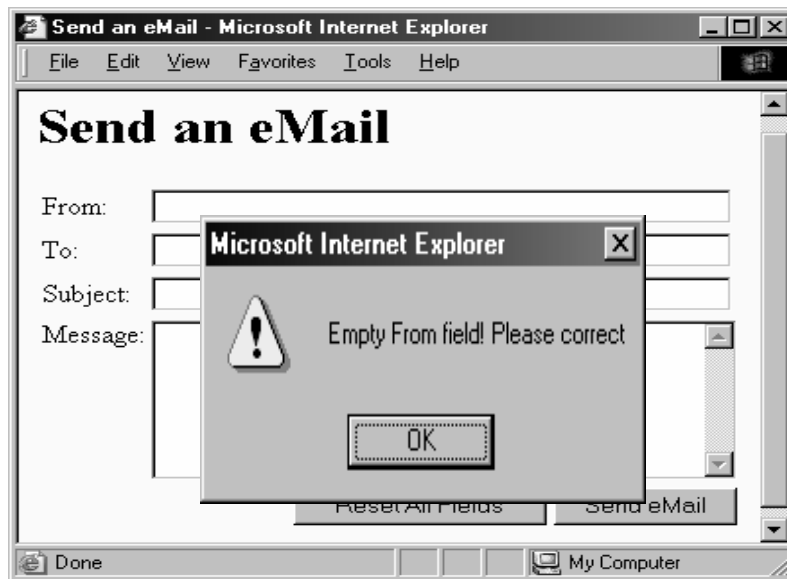 Send an eMail - Microsoft Internet Explorer
File Edit View Favorites Tools Help
Send an eMail
From:
To:
Subject:
Message:
Microsoft Internet Explorer
Empty From field! Please correct
OK
Reset All Fields Send eMail
Done My Computer